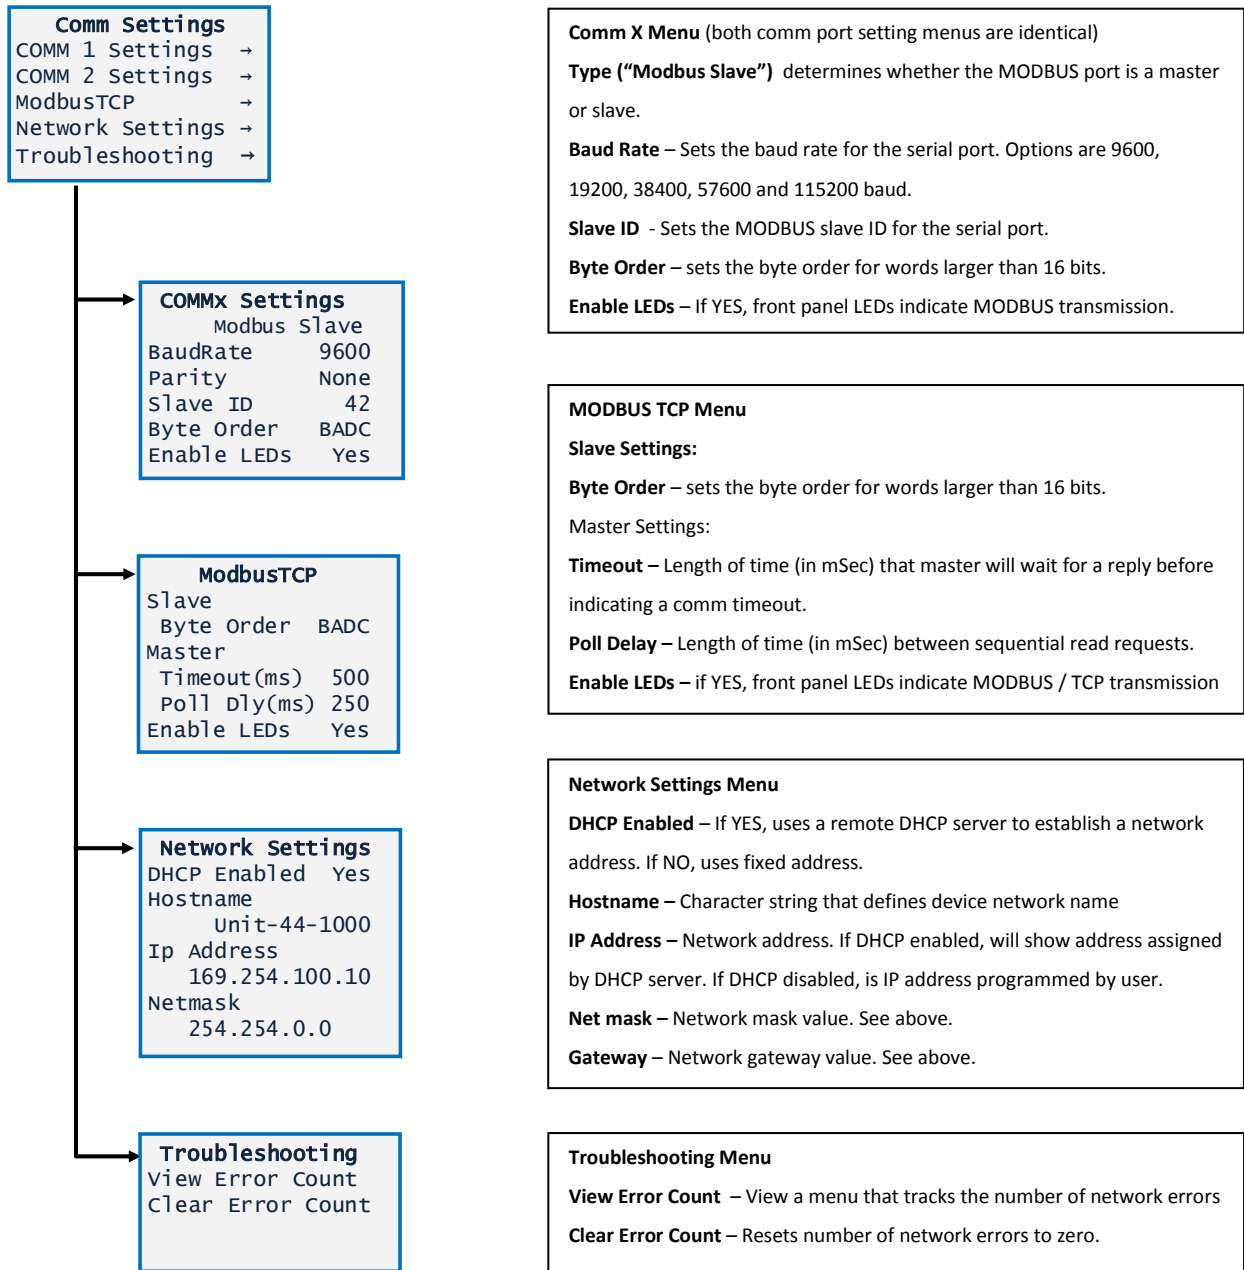 Comm Settings
COMM 1 Settings →
COMM 2 Settings →
ModbusTCP →
Network Settings →
Troubleshooting →
COMMx Settings
Modbus Slave
BaudRate 9600
Parity None
Slave ID 42
Byte Order BADC
Enable LEDs Yes
ModbusTCP
Slave
Byte Order BADC
Master
Timeout(ms) 500
Poll Dly(ms) 250
Enable LEDs Yes
Network Settings
DHCP Enabled Yes
Hostname
Unit-44-1000
Ip Address
169.254.100.10
Netmask
254.254.0.0
Troubleshooting
View Error Count
Clear Error Count
Comm X Menu (both comm port setting menus are identical)
Type (“Modbus Slave”) determines whether the MODBUS port is a master
or slave.
Baud Rate – Sets the baud rate for the serial port. Options are 9600,
19200, 38400, 57600 and 115200 baud.
Slave ID - Sets the MODBUS slave ID for the serial port.
Byte Order – sets the byte order for words larger than 16 bits.
Enable LEDs – If YES, front panel LEDs indicate MODBUS transmission.
MODBUS TCP Menu
Slave Settings:
Byte Order – sets the byte order for words larger than 16 bits.
Master Settings:
Timeout – Length of time (in mSec) that master will wait for a reply before
indicating a comm timeout.
Poll Delay – Length of time (in mSec) between sequential read requests.
Enable LEDs – if YES, front panel LEDs indicate MODBUS / TCP transmission
Network Settings Menu
DHCP Enabled – If YES, uses a remote DHCP server to establish a network
address. If NO, uses fixed address.
Hostname – Character string that defines device network name
IP Address – Network address. If DHCP enabled, will show address assigned
by DHCP server. If DHCP disabled, is IP address programmed by user.
Net mask – Network mask value. See above.
Gateway – Network gateway value. See above.
Troubleshooting Menu
View Error Count – View a menu that tracks the number of network errors
Clear Error Count – Resets number of network errors to zero.